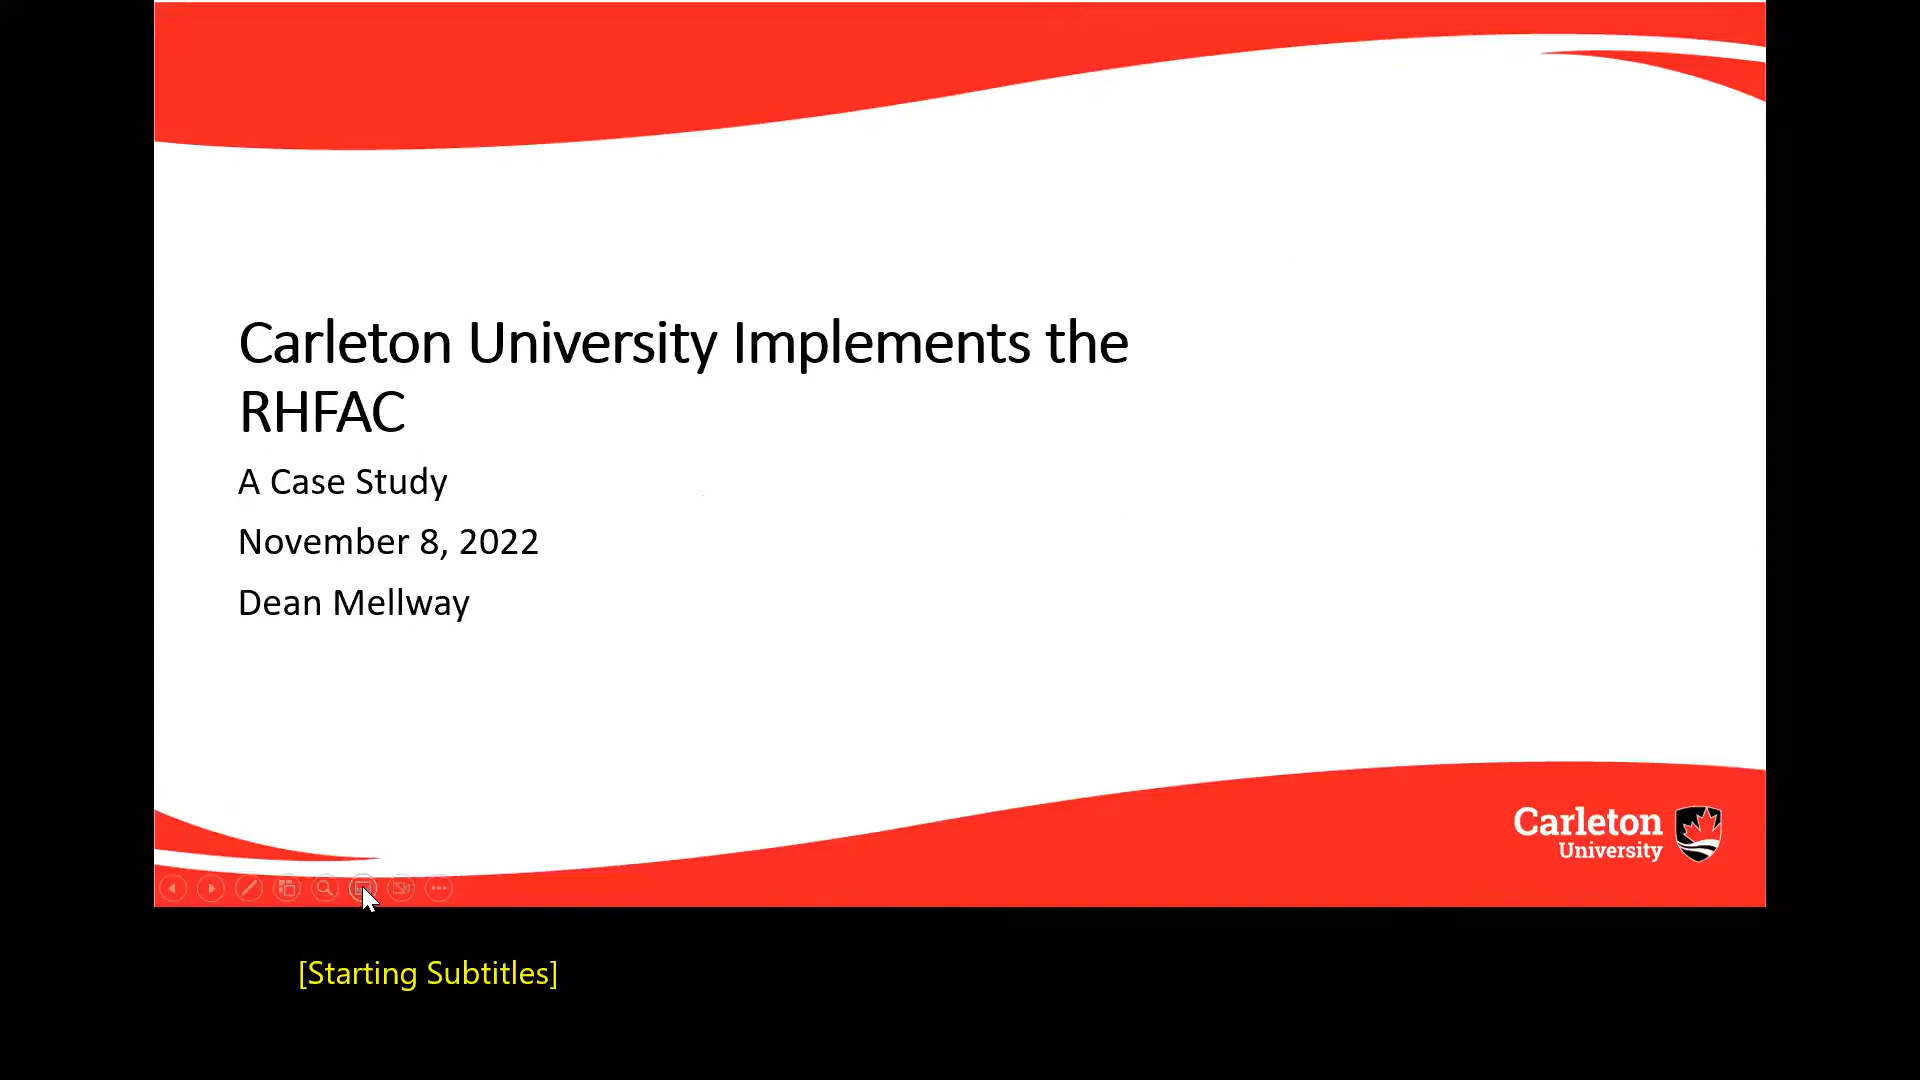 Carleton University Implements the
RHFAC
A Case Study
November 8, 2022
Dean Mellway
Carleton
University
[Starting Subtitles]